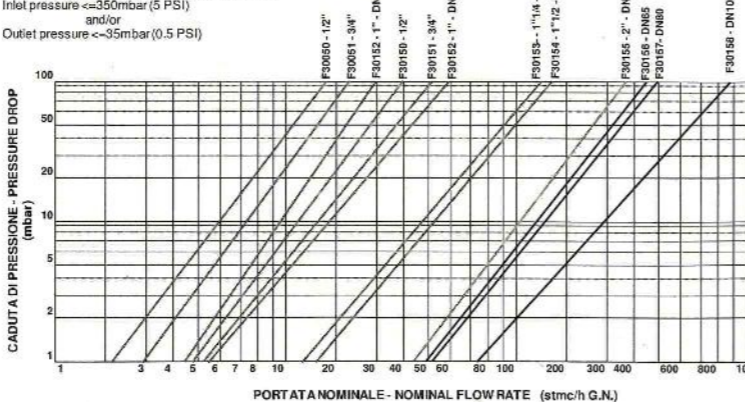 Inlet pressure <=350mbar (5 PSI)
and/or
Outlet pressure <=35mbar (0.5 PSI)
F30050 - 1/2"
F30051 - 3/4"
F30152 - 1" - DN
F30150 - 1/2"
F30151 - 3/4"
F30152 - 1" - DN
F30153 - 1"1/4 -
F30154 - 1"1/2 -
F30155 - 2" - DN
F30156 - DN65
F30157 - DN80
F30158 - DN10
CADUTA DI PRESSIONE - PRESSURE DROP
(mbar)
100
50
20
10
5
2
1
1 3 4 5 6 7 8 10 20 30 40 50 60 80 100 200 300 400 600 800 10
PORTATA NOMINALE - NOMINAL FLOW RATE (stmc/h G.N.)